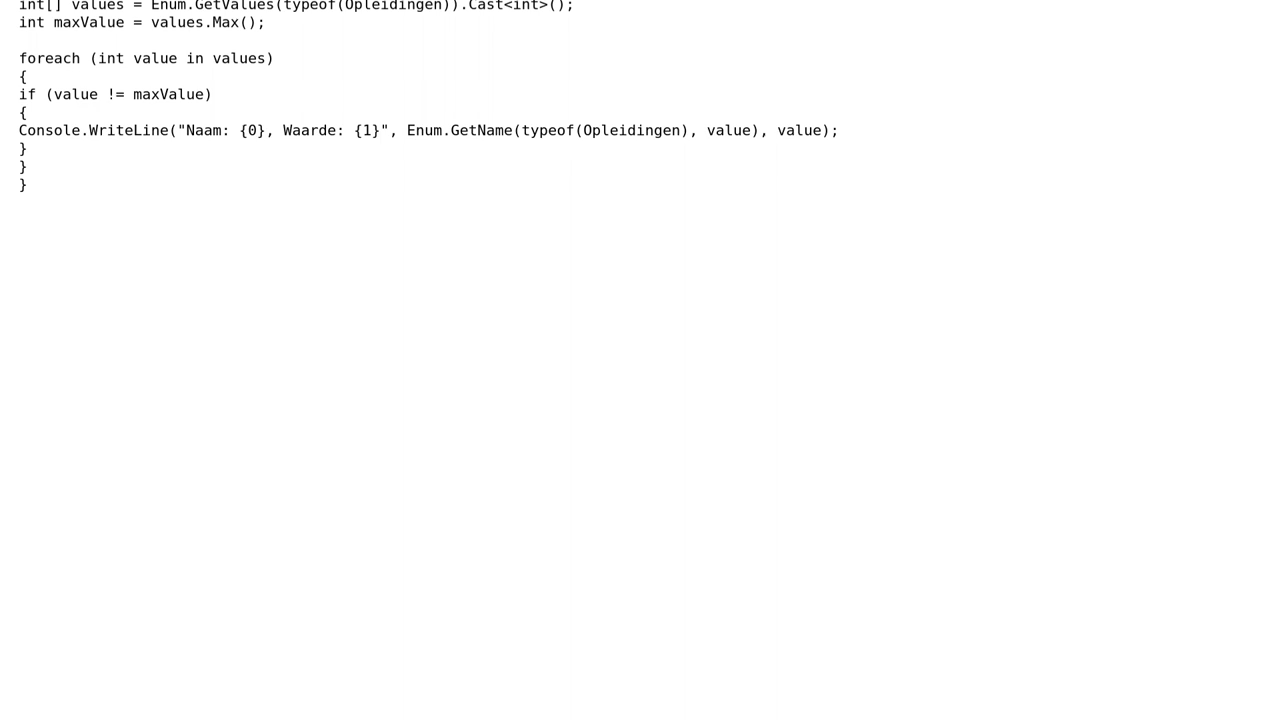 int[] values = Enum.GetValues(typeof(Opleidingen)).Cast<int>();
int maxValue = values.Max();
foreach (int value in values)
{
if (value != maxValue)
{
Console.WriteLine("Naam: {0}, Waarde: {1}", Enum.GetName(typeof(Opleidingen), value), value);
}
}
}